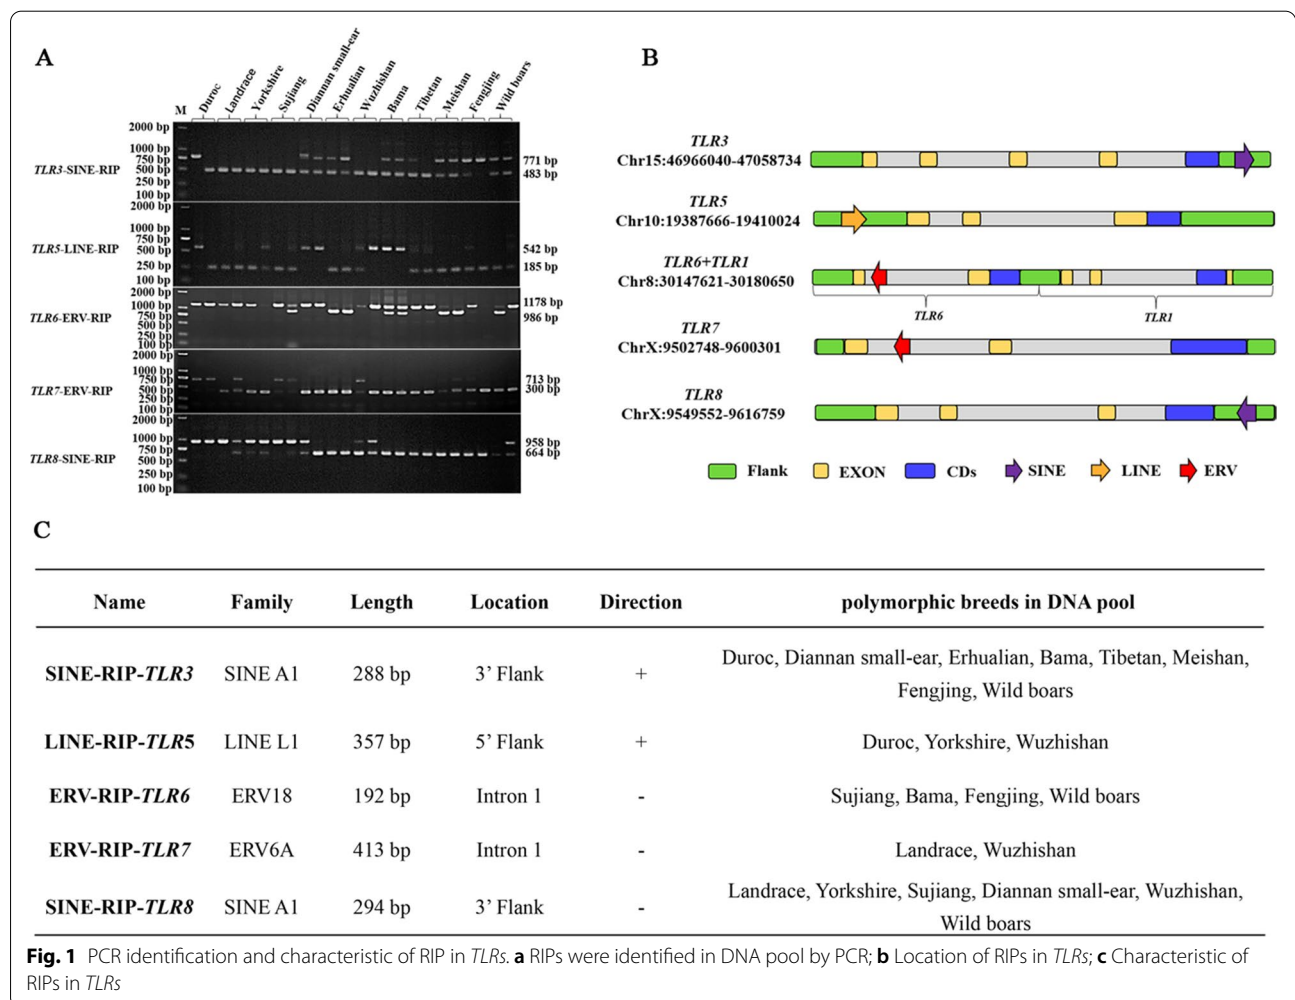 A
M
Duroc
Landrace
Yorkshire
Sujiang
Diannan small-ear
Erhualian
Wuzhishan
Bama
Tibetan
Meishan
Fengjing
Wild boars
TLR3-SINE-RIP
2000 bp
1000 bp
750 bp
500 bp
250 bp
100 bp
771 bp
483 bp
TLR5-LINE-RIP
2000 bp
1000 bp
750 bp
500 bp
250 bp
100 bp
542 bp
185 bp
TLR6-ERV-RIP
2000 bp
1000 bp
750 bp
500 bp
250 bp
100 bp
1178 bp
986 bp
TLR7-ERV-RIP
2000 bp
1000 bp
750 bp
500 bp
250 bp
100 bp
713 bp
300 bp
TLR8-SINE-RIP
2000 bp
1000 bp
750 bp
500 bp
250 bp
100 bp
958 bp
664 bp
B
TLR3
Chr15:46966040-47058734
TLR5
Chr10:19387666-19410024
TLR6+TLR1
Chr8:30147621-30180650
TLR6
TLR1
TLR7
ChrX:9502748-9600301
TLR8
ChrX:9549552-9616759
Flank EXON CDs SINE LINE ERV
C
Name Family Length Location Direction polymorphic breeds in DNA pool
SINE-RIP-TLR3 SINE A1 288 bp 3’ Flank + Duroc, Diannan small-ear, Erhualian, Bama, Tibetan, Meishan,
Fengjing, Wild boars
LINE-RIP-TLR5 LINE L1 357 bp 5’ Flank + Duroc, Yorkshire, Wuzhishan
ERV-RIP-TLR6 ERV18 192 bp Intron 1 - Sujiang, Bama, Fengjing, Wild boars
ERV-RIP-TLR7 ERV6A 413 bp Intron 1 - Landrace, Wuzhishan
SINE-RIP-TLR8 SINE A1 294 bp 3’ Flank - Landrace, Yorkshire, Sujiang, Diannan small-ear, Wuzhishan,
Wild boars
Fig. 1 PCR identification and characteristic of RIP in TLRs. a RIPs were identified in DNA pool by PCR; b Location of RIPs in TLRs; c Characteristic of
RIPs in TLRs